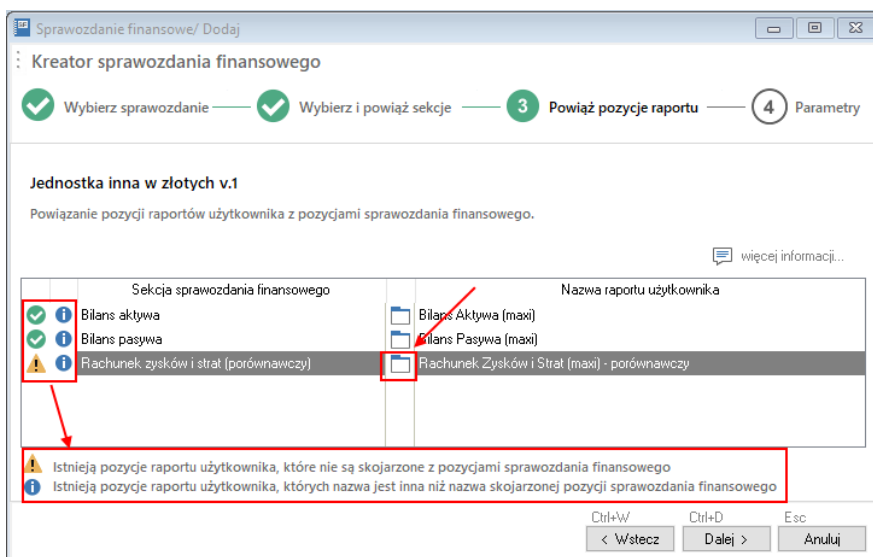 SF Sprawozdanie finansowe/ Dodaj
Kreator sprawozdania finansowego
Wybierz sprawozdanie Wybierz i powiąż sekcje 3 Powiąż pozycje raportu 4 Parametry
Jednostka inna w złotych v.1
Powiązanie pozycji raportów użytkownika z pozycjami sprawozdania finansowego.
więcej informacji...
Sekcja sprawozdania finansowego Nazwa raportu użytkownika
Bilans aktywa Bilans Aktywa (maxi)
Bilans pasywa Bilans Pasywa (maxi)
Rachunek zysków i strat (porównawczy) Rachunek Zysków i Strat (maxi) - porównawczy
Istnieją pozycje raportu użytkownika, które nie są skojarzone z pozycjami sprawozdania finansowego
Istnieją pozycje raportu użytkownika, których nazwa jest inna niż nazwa skojarzonej pozycji sprawozdania finansowego
Ctrl+W Ctrl+D Esc
< Wstecz Dalej > Anuluj